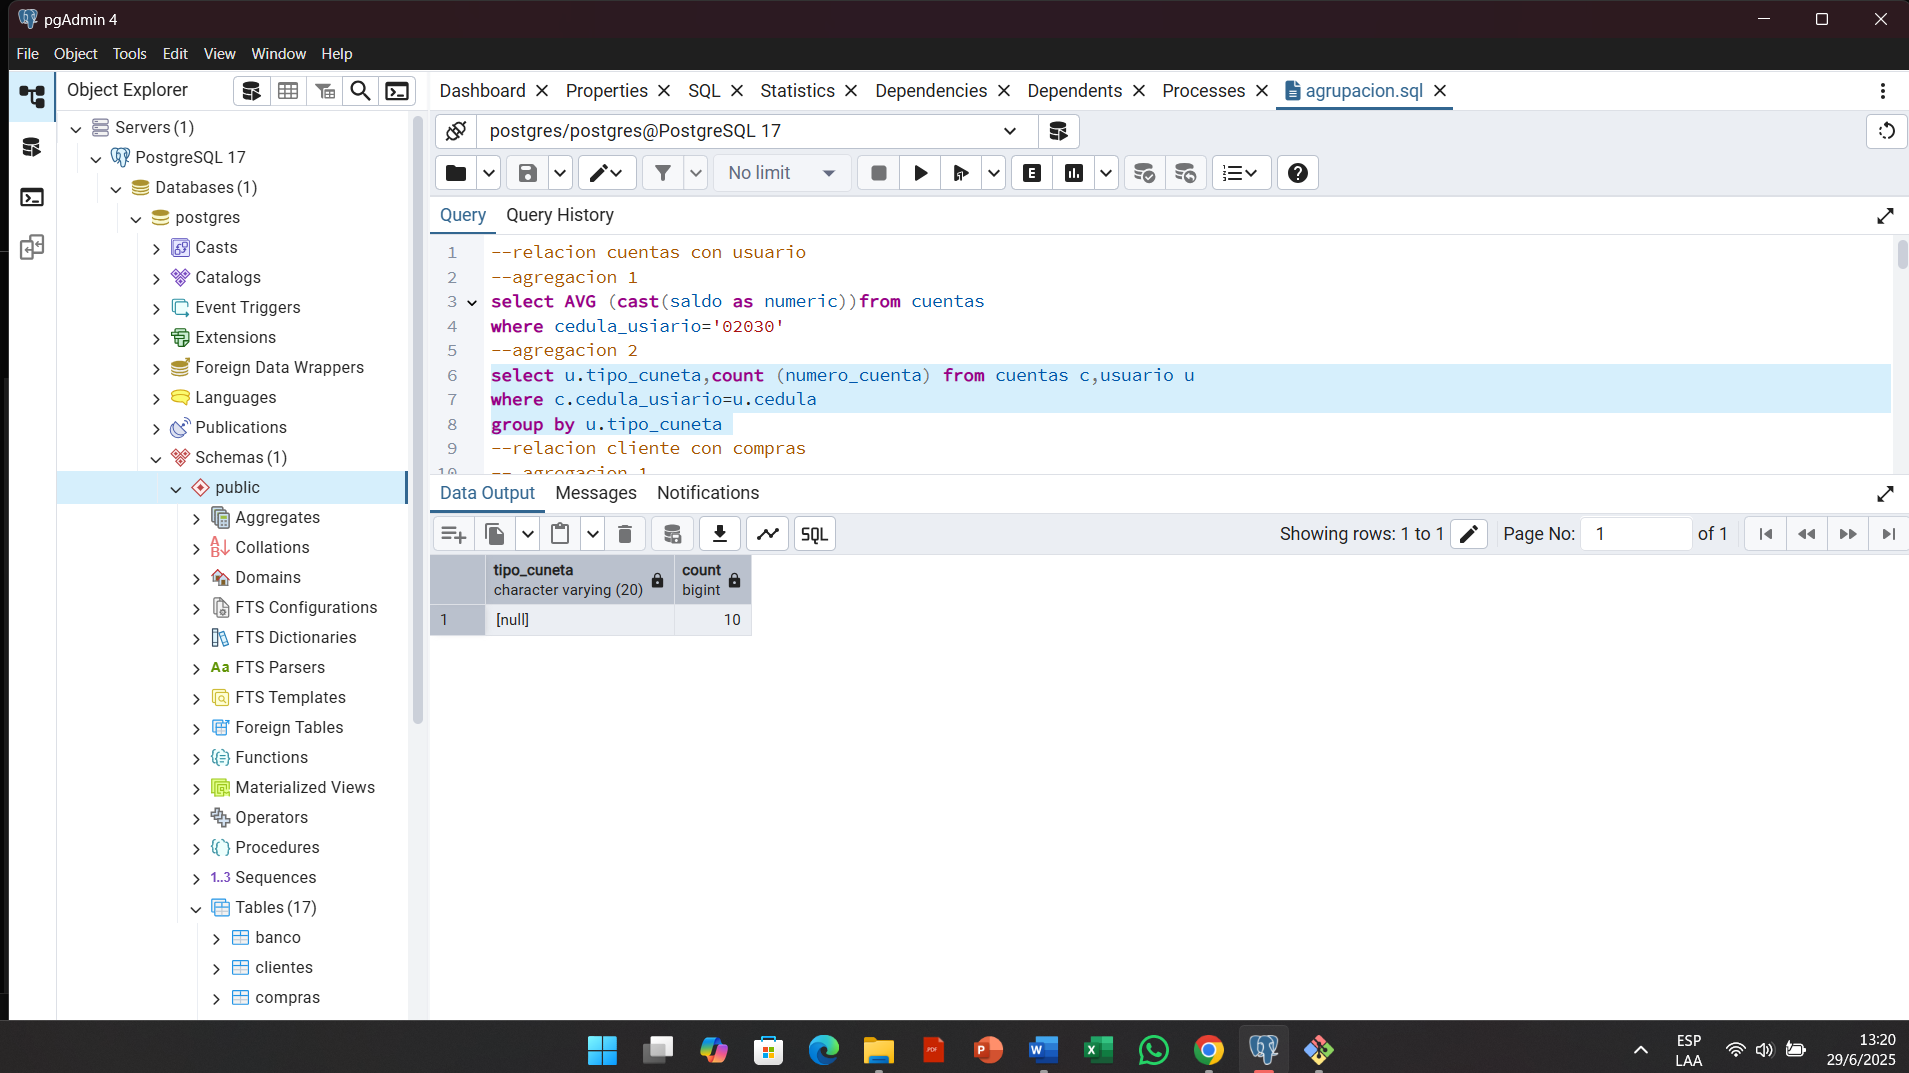 pgAdmin 4
File Object Tools Edit View Window Help
Object Explorer
Servers (1)
PostgreSQL 17
Databases (1)
postgres
Casts
Catalogs
Event Triggers
Extensions
Foreign Data Wrappers
Languages
Publications
Schemas (1)
public
Aggregates
Collations
Domains
FTS Configurations
FTS Dictionaries
Aa FTS Parsers
FTS Templates
Foreign Tables
Functions
Materialized Views
Operators
Procedures
1..3 Sequences
Tables (17)
banco
clientes
compras
Dashboard Properties SQL Statistics Dependencies Dependents Processes agrupacion.sql
postgres/postgres@PostgreSQL 17
No limit E
Query Query History
1 --relacion cuentas con usuario
2 --agregacion 1
3 select AVG (cast(saldo as numeric))from cuentas
4 where cedula_usiario='02030'
5 --agregacion 2
6 select u.tipo_cuneta,count (numero_cuenta) from cuentas c,usuario u
7 where c.cedula_usiario=u.cedula
8 group by u.tipo_cuneta
9 --relacion cliente con compras
10 -- agregacion 1
Data Output Messages Notifications
SQL Showing rows: 1 to 1 Page No: 1 of 1
tipo_cuneta count
character varying (20) bigint
1 [null] 10
ESP 13:20
LAA 29/6/2025